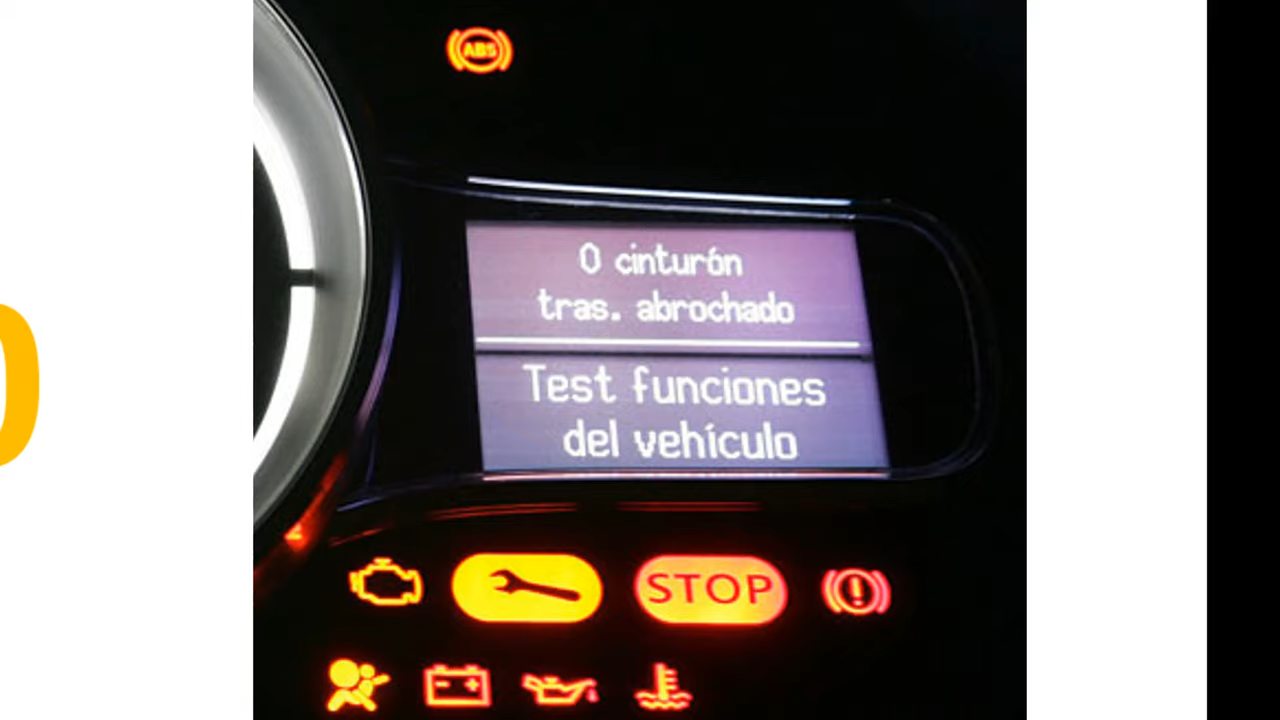 ABS
0 cinturón
tras. abrochado
Test funciones
del vehículo
STOP